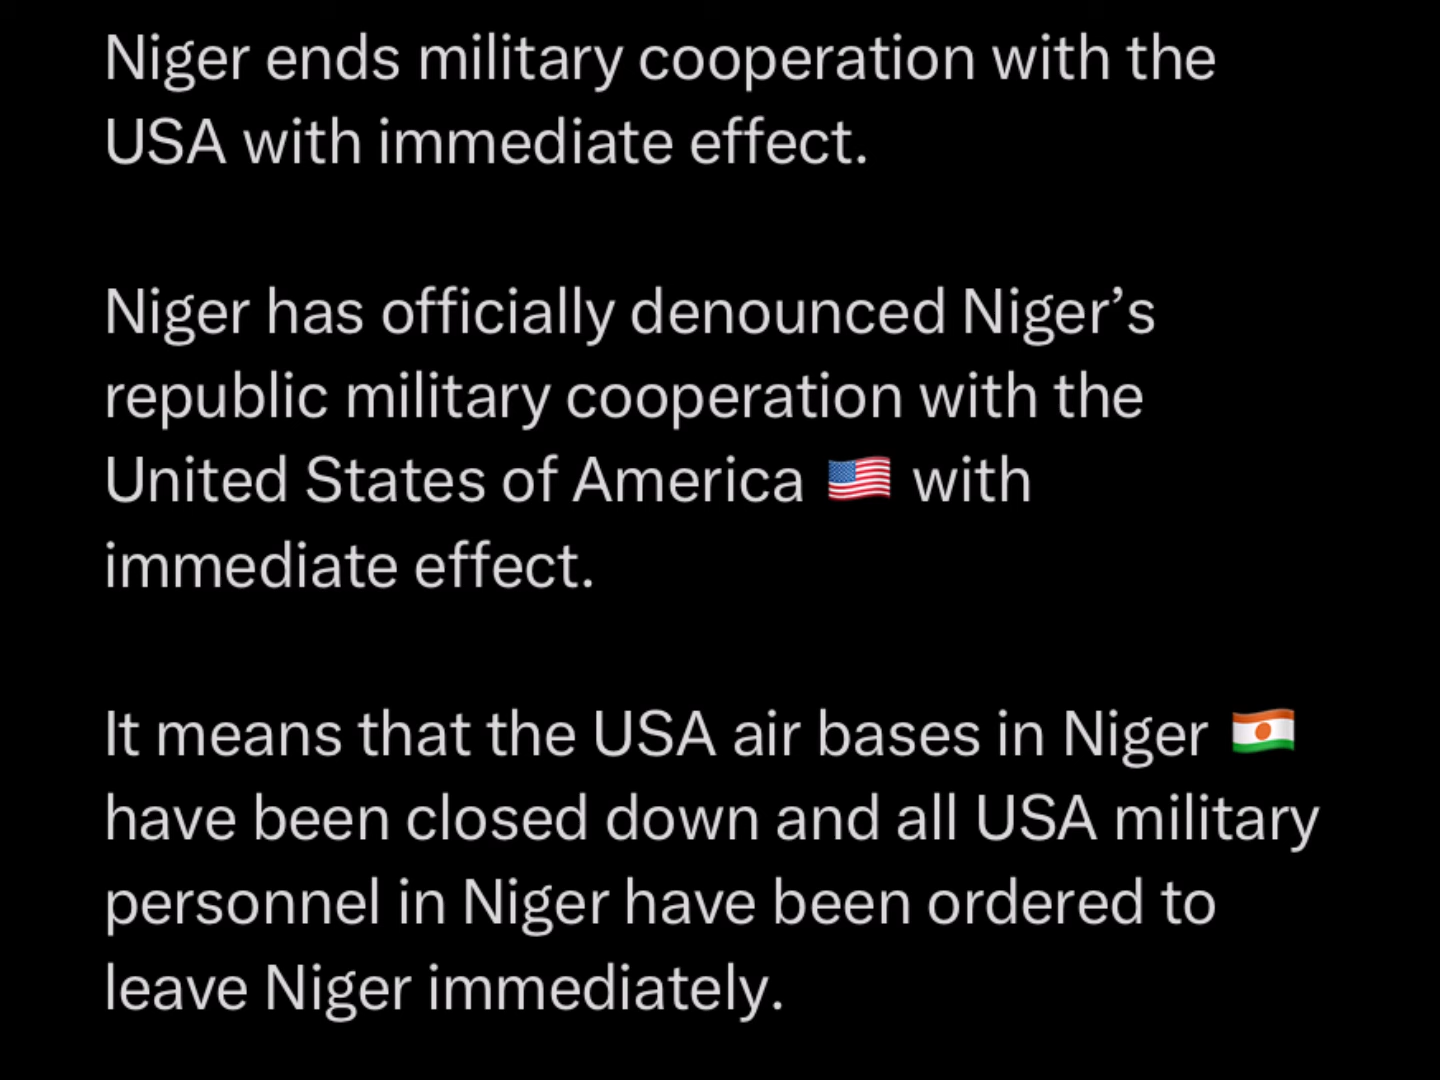 Niger ends military cooperation with the
USA with immediate effect.
Niger has officially denounced Niger’s
republic military cooperation with the
United States of America 🇺🇸 with
immediate effect.
It means that the USA air bases in Niger 🇳🇪
have been closed down and all USA military
personnel in Niger have been ordered to
leave Niger immediately.